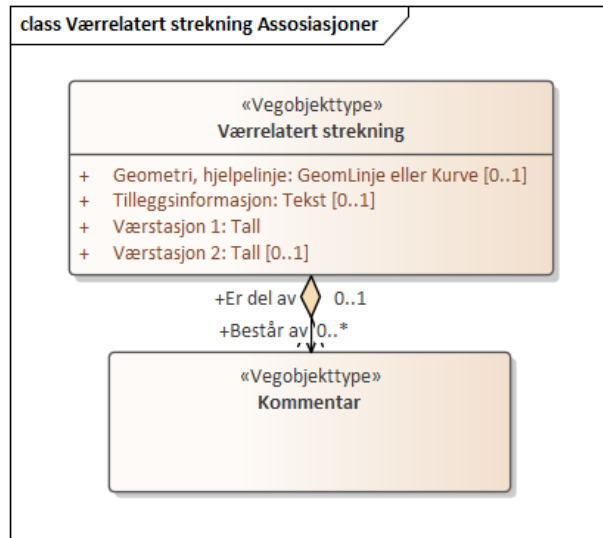 class Værrelatert strekning Assosiasjoner
«Vegobjekttype»
Værrelatert strekning
+ Geometri, hjelpelinje: GeomLinje eller Kurve [0..1]
+ Tilleggsinformasjon: Tekst [0..1]
+ Værstasjon 1: Tall
+ Værstasjon 2: Tall [0..1]
+Er del av 0..1
+Består av 0..*
«Vegobjekttype»
Kommentar